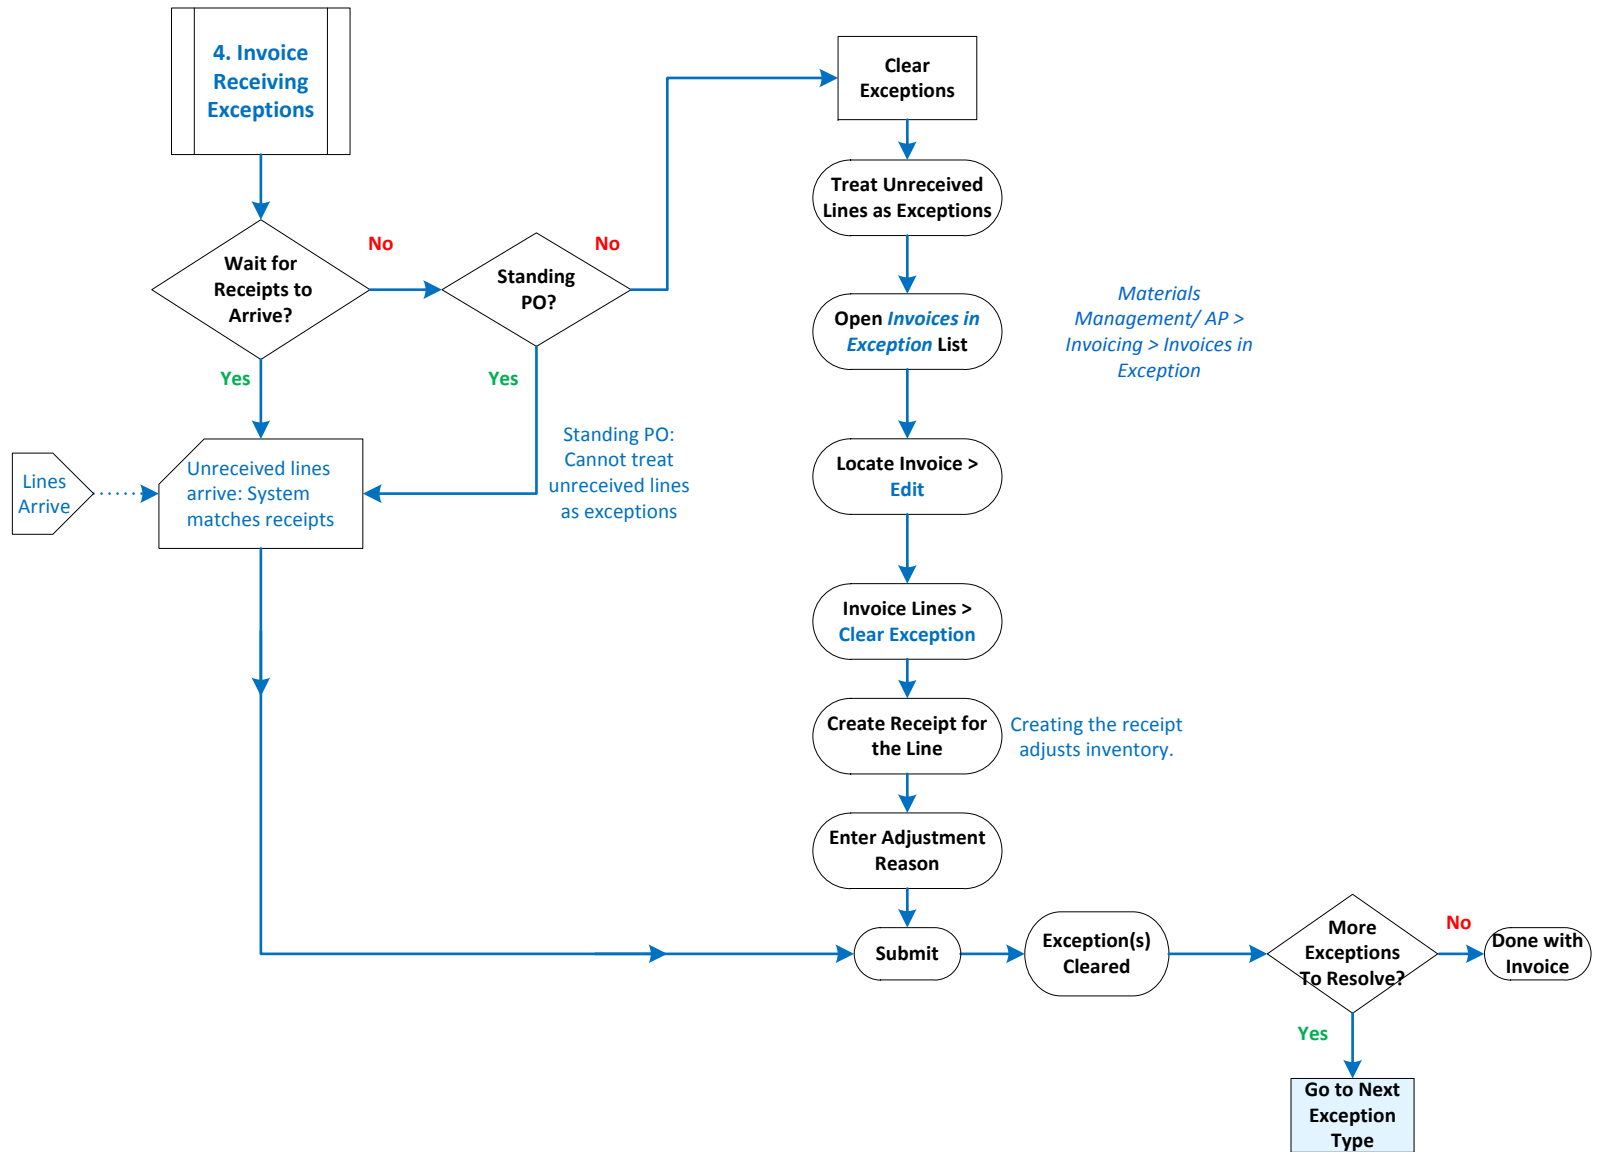 4. Invoice
Receiving
Exceptions
Clear
Exceptions
Treat Unreceived
Lines as Exceptions
No
No
Wait for
Receipts to
Arrive?
Standing
PO?
Open Invoices in
Exception List
Materials
Management/ AP >
Invoicing > Invoices in
Exception
Yes
Yes
Standing PO:
Cannot treat
unreceived lines
as exceptions
Lines
Arrive
Unreceived lines
arrive: System
matches receipts
Locate Invoice >
Edit
Invoice Lines >
Clear Exception
Create Receipt for
the Line
Creating the receipt
adjusts inventory.
Enter Adjustment
Reason
Submit
Exception(s)
Cleared
More
Exceptions
To Resolve?
No
Done with
Invoice
Yes
Go to Next
Exception
Type